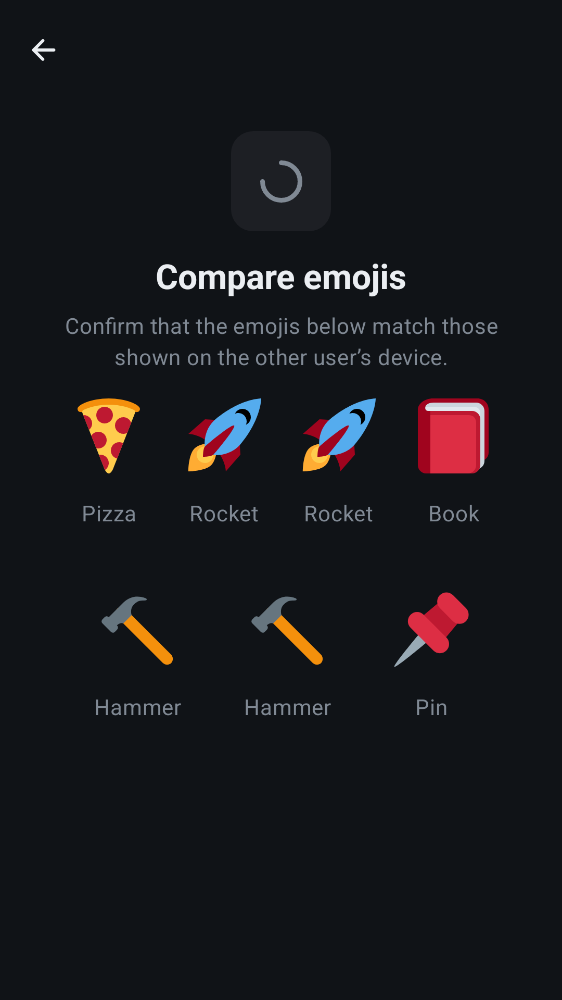 Compare emojis
Confirm that the emojis below match those
shown on the other user’s device.
Pizza Rocket Rocket Book
Hammer Hammer Pin